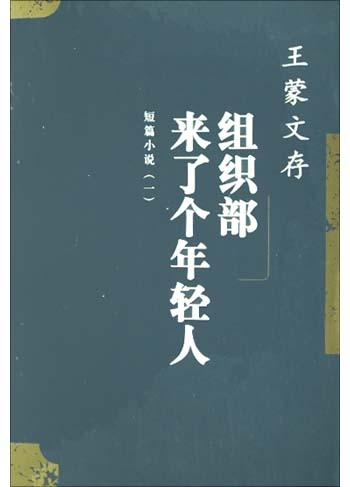 王蒙文存
组织部
来了个年轻人
短篇小说（一）